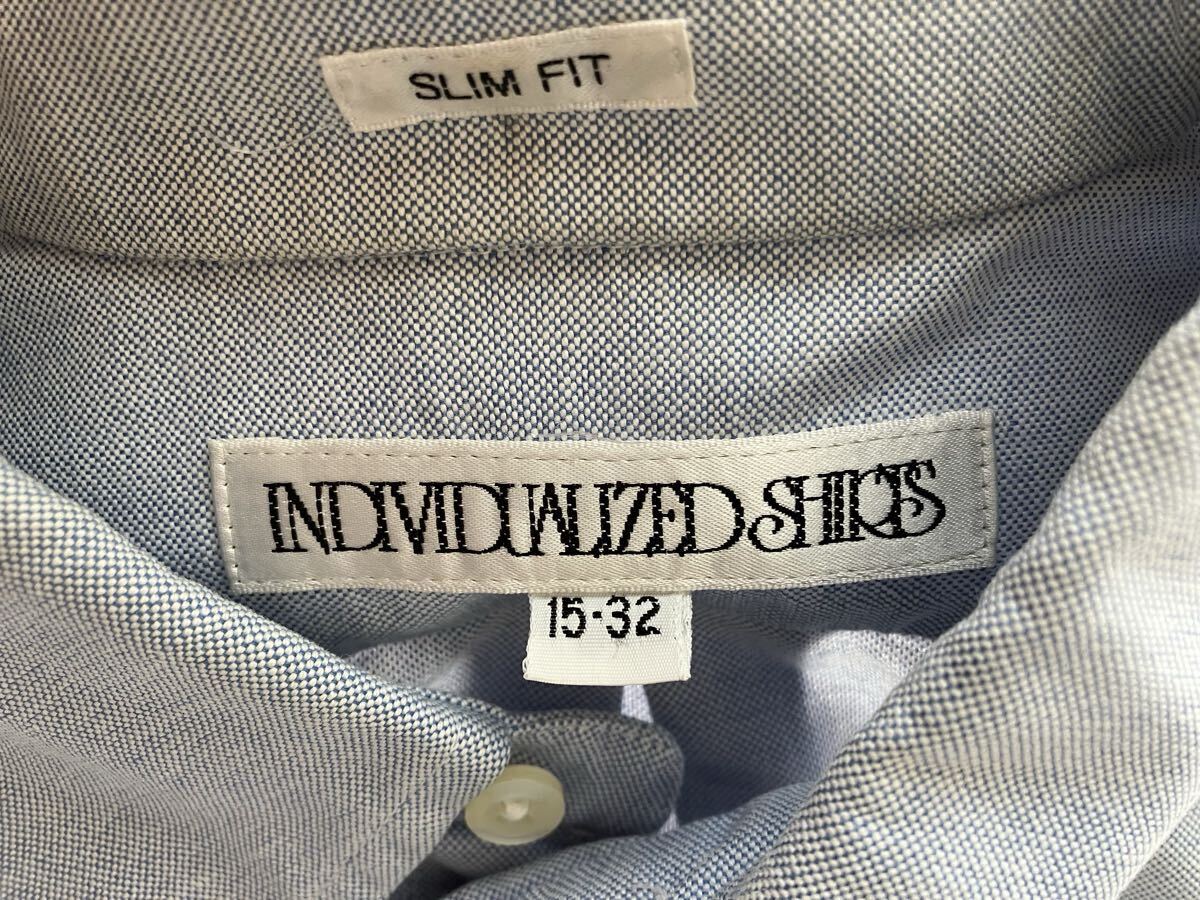 SLIM FIT
INDIVIDUALIZED SHIRTS
15·32